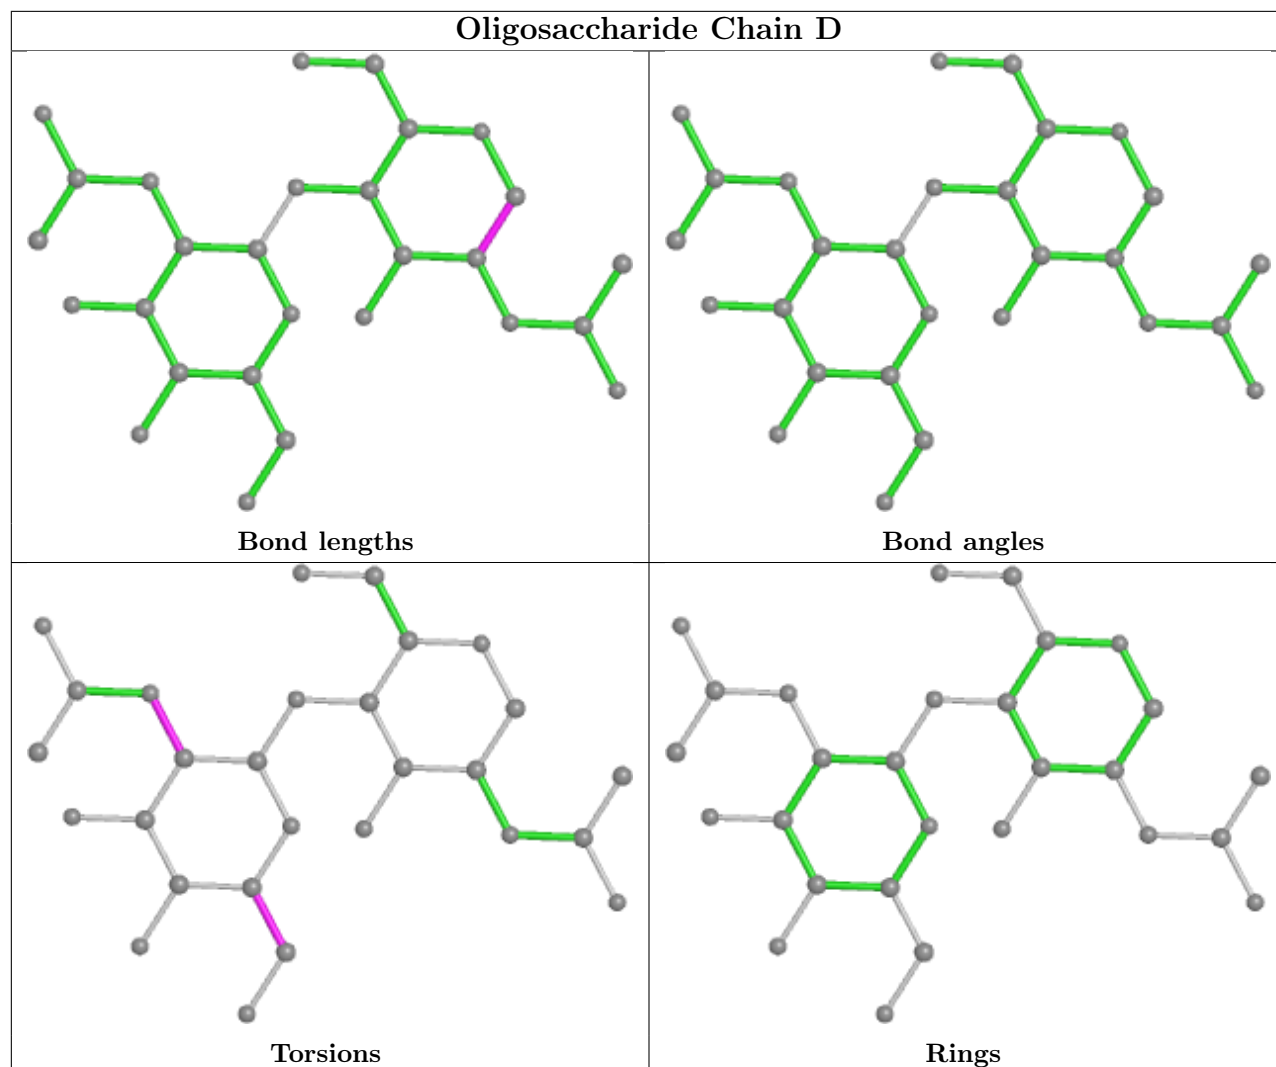 Oligosaccharide Chain D
Bond lengths
Bond angles
Torsions
Rings